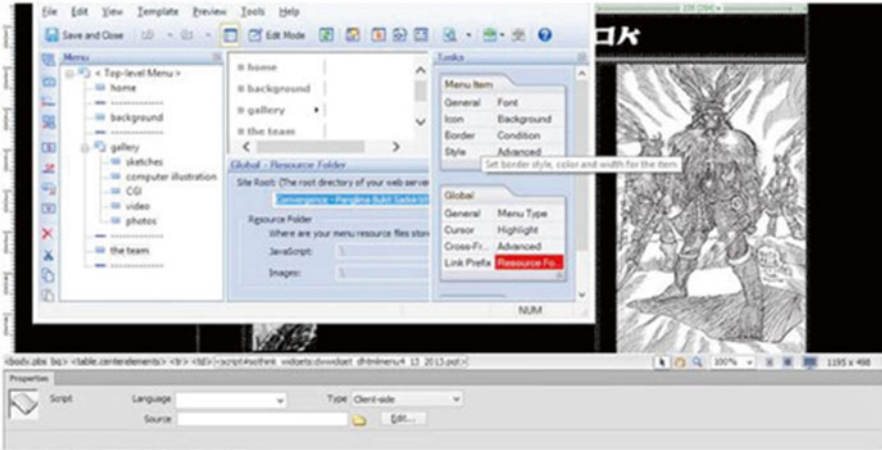 File Edit View Template Preview Tools Help
Save and Close Edit Mode
Menu
< Top-level Menu >
home
background
gallery
sketches
computer illustration
CGI
video
photos
the team
home
background
gallery
the team
Global - Resource Folder
Site Root: (The root directory of your web server
Resource Folder
Where are your menu resource files stor
JavaScript:
Images:
Tasks
Menu Item
General Font
Icon Background
Border Condition
Style Advanced
Set border style, color and width for the item
Global
General Menu Type
Cursor Highlight
Cross-Fr... Advanced
Link Prefix Resource Fo...
NUM
100%
1195 x 498
Properties
Script Language Type Client-side
Source Edit...